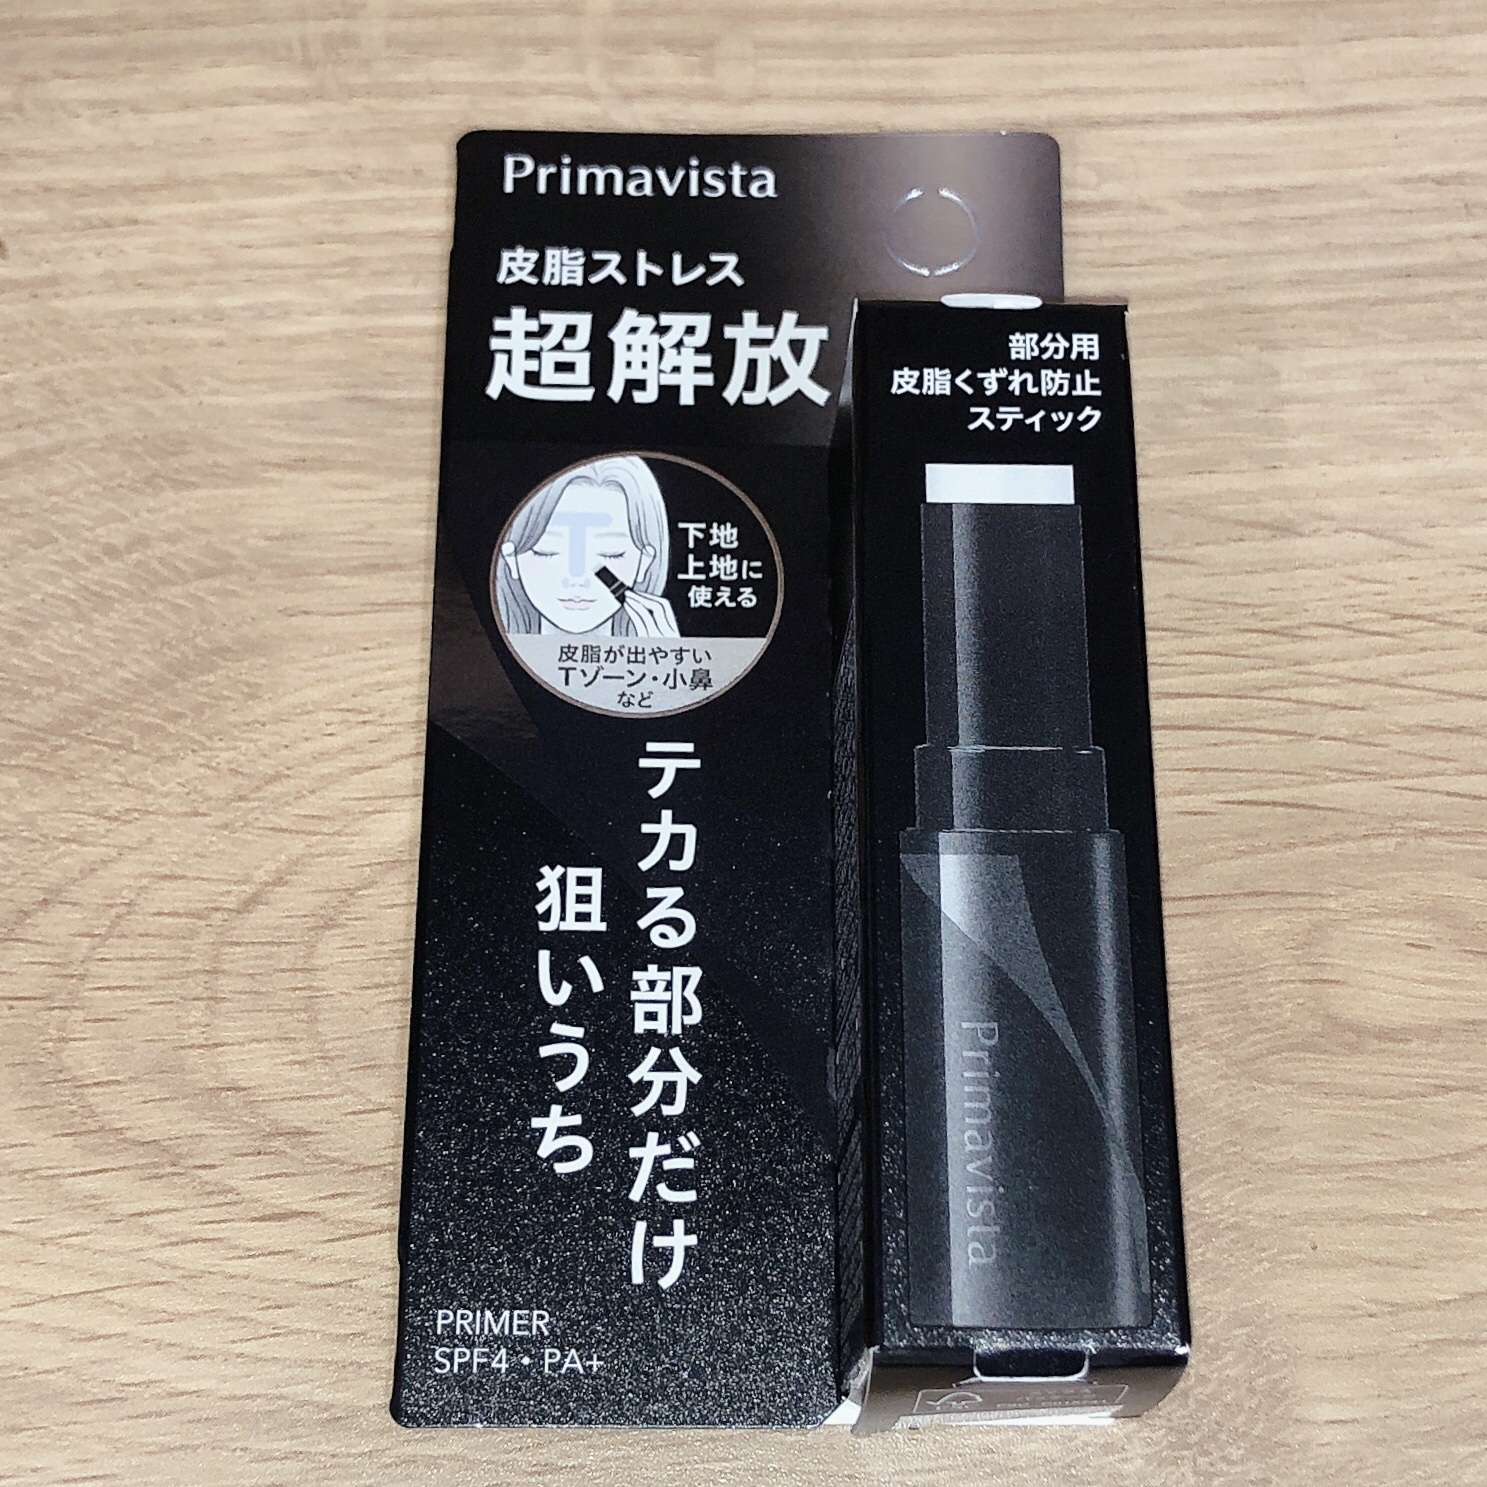 Primavista
皮脂ストレス
超解放
下地
上地に
使える
皮脂が出やすい
Tゾーン・小鼻
など
テカる部分だけ
狙いうち
PRIMER
SPF4・PA+
部分用
皮脂くずれ防止
スティック
Primavista